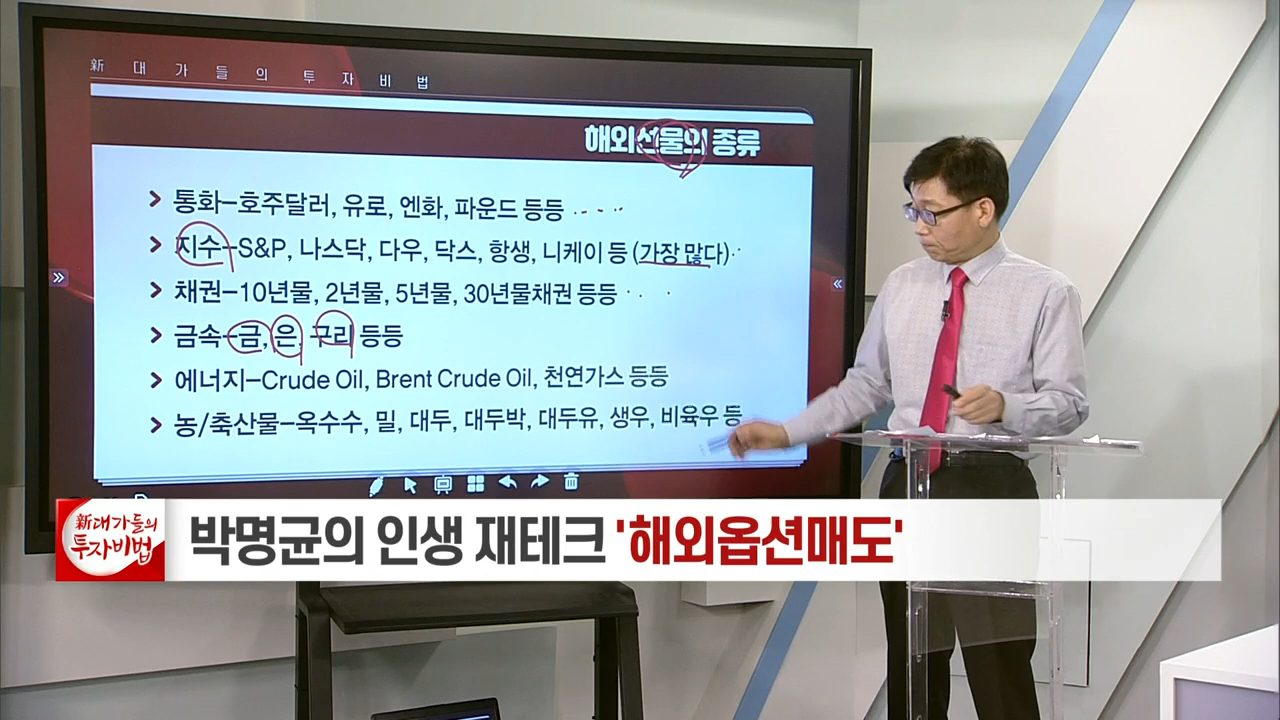 新 대 가 들 의 투 자 비 법
해외선물의 종류
통화-호주달러, 유로, 엔화, 파운드 등등
지수-S&P, 나스닥, 다우, 닥스, 항생, 니케이 등 (가장 많다)
채권-10년물, 2년물, 5년물, 30년물채권 등등
금속-금, 은, 구리 등등
에너지-Crude Oil, Brent Crude Oil, 천연가스 등등
농/축산물-옥수수, 밀, 대두, 대두박, 대두유, 생우, 비육우 등
新대가들의
투자비법
박명균의 인생 재테크 '해외옵션매도'